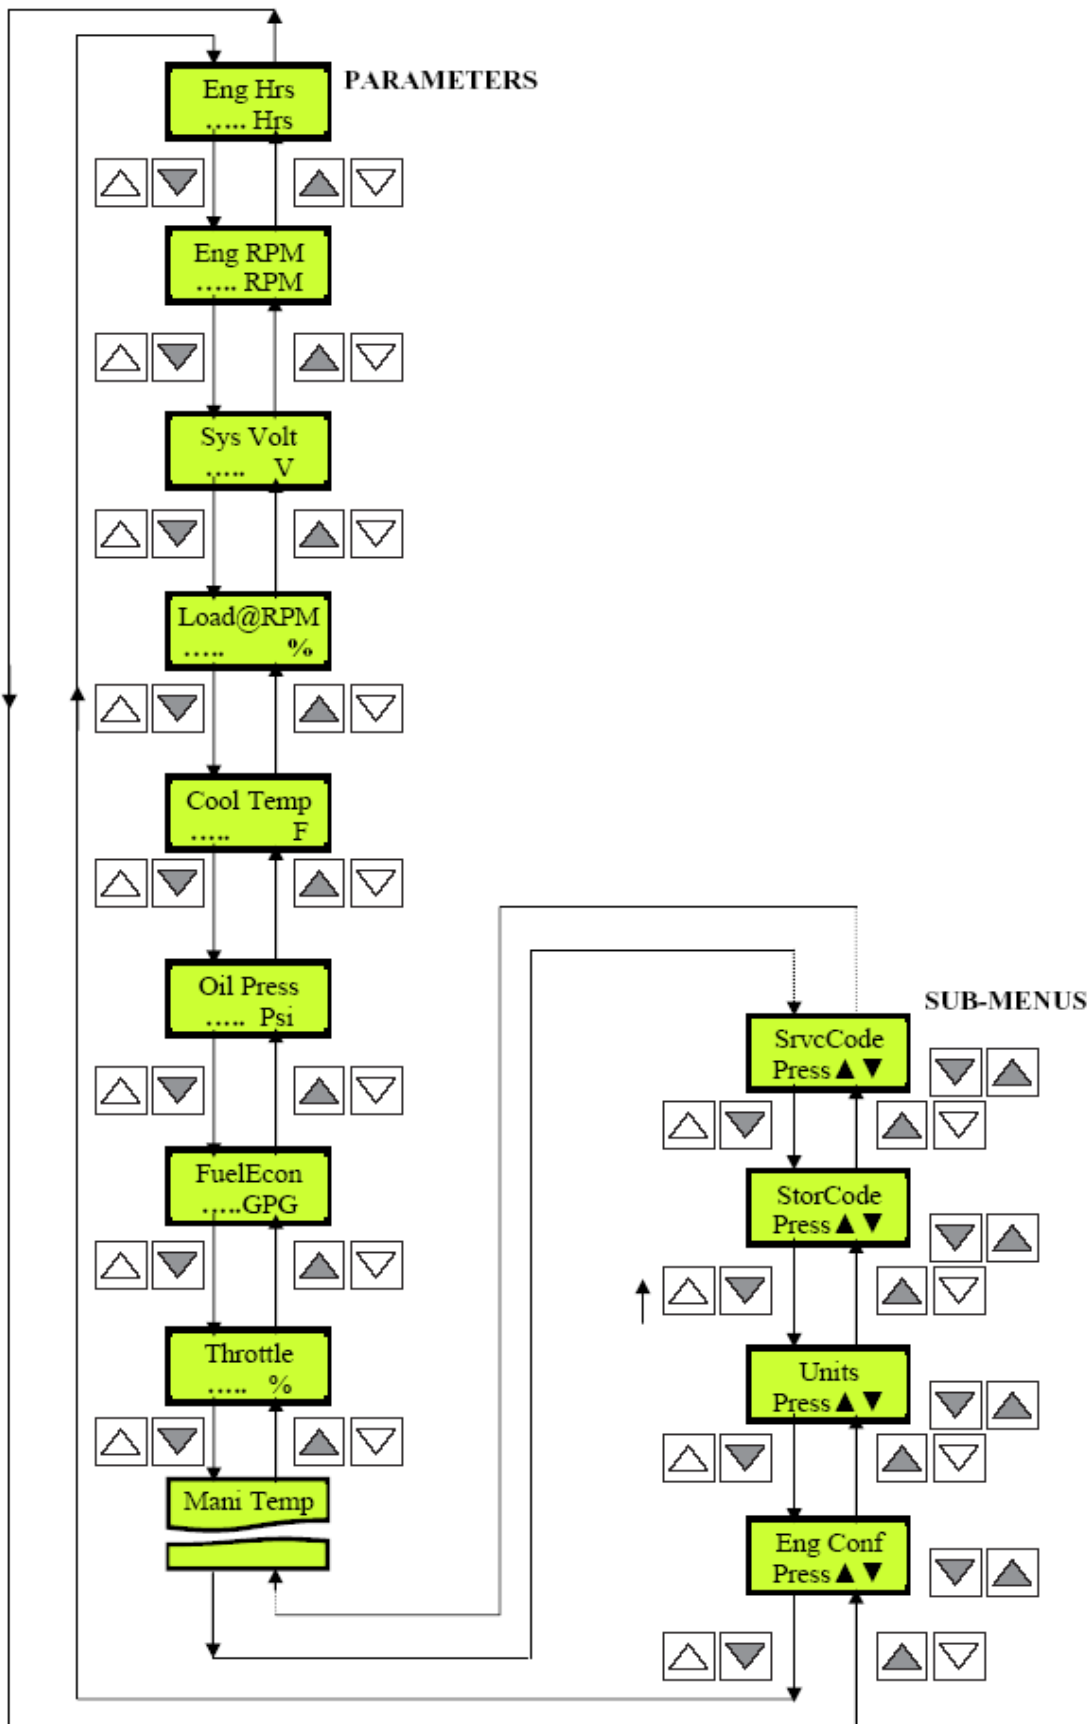 PARAMETERS
Eng Hrs
..... Hrs
Eng RPM
..... RPM
Sys Volt
..... V
Load@RPM
..... %
Cool Temp
..... F
Oil Press
..... Psi
FuelEcon
.....GPG
Throttle
..... %
Mani Temp
SUB-MENUS
SrvcCode
Press▲▼
StorCode
Press▲▼
Units
Press▲▼
Eng Conf
Press▲▼